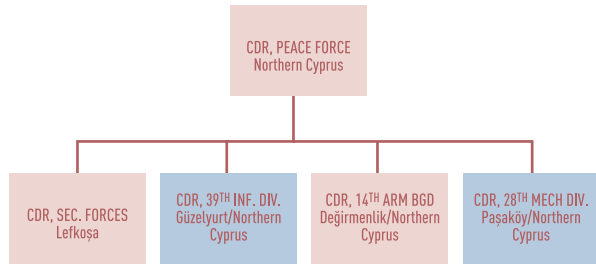 CDR, PEACE FORCE
Northern Cyprus
CDR, SEC. FORCES
Lefkoşa
CDR, 39TH INF. DIV.
Güzelyurt/Northern
Cyprus
CDR, 14TH ARM BGD
Değirmenlik/Northern
Cyprus
CDR, 28TH MECH DIV.
Paşaköy/Northern
Cyprus